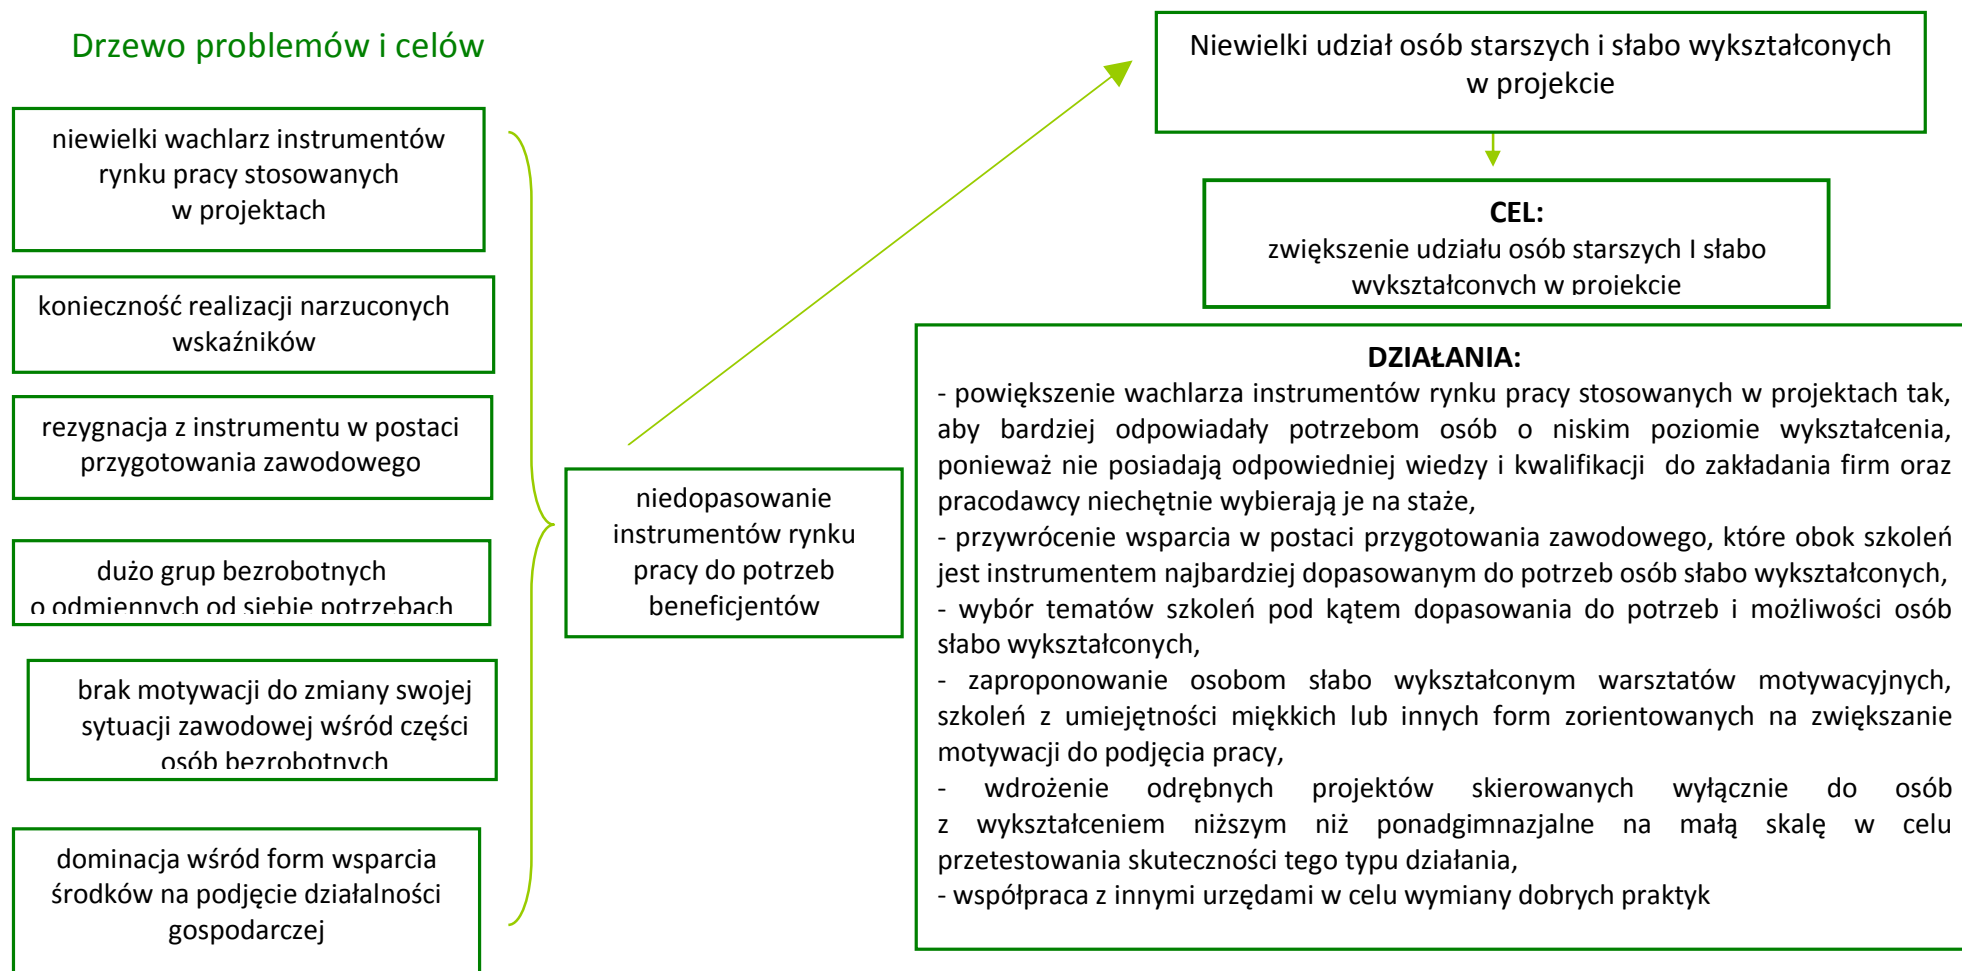 Drzewo problemów i celów
niewielki wachlarz instrumentów
rynku pracy stosowanych
w projektach
konieczność realizacji narzuconych
wskaźników
rezygnacja z instrumentu w postaci
przygotowania zawodowego
dużo grup bezrobotnych
o odmiennych od siebie potrzebach
brak motywacji do zmiany swojej
sytuacji zawodowej wśród części
osób bezrobotnych
dominacja wśród form wsparcia
środków na podjęcie działalności
gospodarczej
niedopasowanie
instrumentów rynku
pracy do potrzeb
beneficjentów
Niewielki udział osób starszych i słabo wykształconych
w projekcie
CEL:
zwiększenie udziału osób starszych I słabo
wykształconych w projekcie
DZIAŁANIA:
- powiększenie wachlarza instrumentów rynku pracy stosowanych w projektach tak,
aby bardziej odpowiadały potrzebom osób o niskim poziomie wykształcenia,
ponieważ nie posiadają odpowiedniej wiedzy i kwalifikacji do zakładania firm oraz
pracodawcy niechętnie wybierają je na staże,
- przywrócenie wsparcia w postaci przygotowania zawodowego, które obok szkoleń
jest instrumentem najbardziej dopasowanym do potrzeb osób słabo wykształconych,
- wybór tematów szkoleń pod kątem dopasowania do potrzeb i możliwości osób
słabo wykształconych,
- zaproponowanie osobom słabo wykształconym warsztatów motywacyjnych,
szkoleń z umiejętności miękkich lub innych form zorientowanych na zwiększanie
motywacji do podjęcia pracy,
- wdrożenie odrębnych projektów skierowanych wyłącznie do osób
z wykształceniem niższym niż ponadgimnazjalne na małą skalę w celu
przetestowania skuteczności tego typu działania,
- współpraca z innymi urzędami w celu wymiany dobrych praktyk